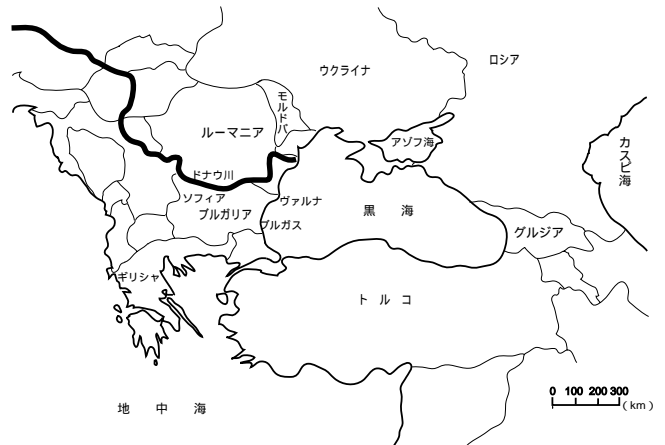 ロシア
ウクライナ
モルドバ
ルーマニア
アゾフ海
カスピ海
ドナウ川
ソフィア
ヴァルナ
ブルガリア
黒 海
ブルガス
グルジア
ギリシャ
ト ル コ
0 100 200 300
(km)
地 中 海